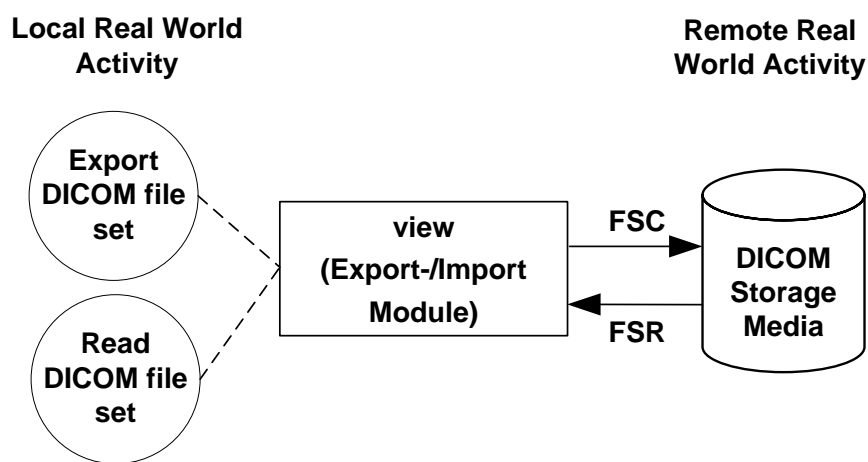 Local Real World
Activity
Remote Real
World Activity
Export
DICOM file
set
view
(Export-/Import
Module)
FSC
FSR
DICOM
Storage
Media
Read
DICOM file
set